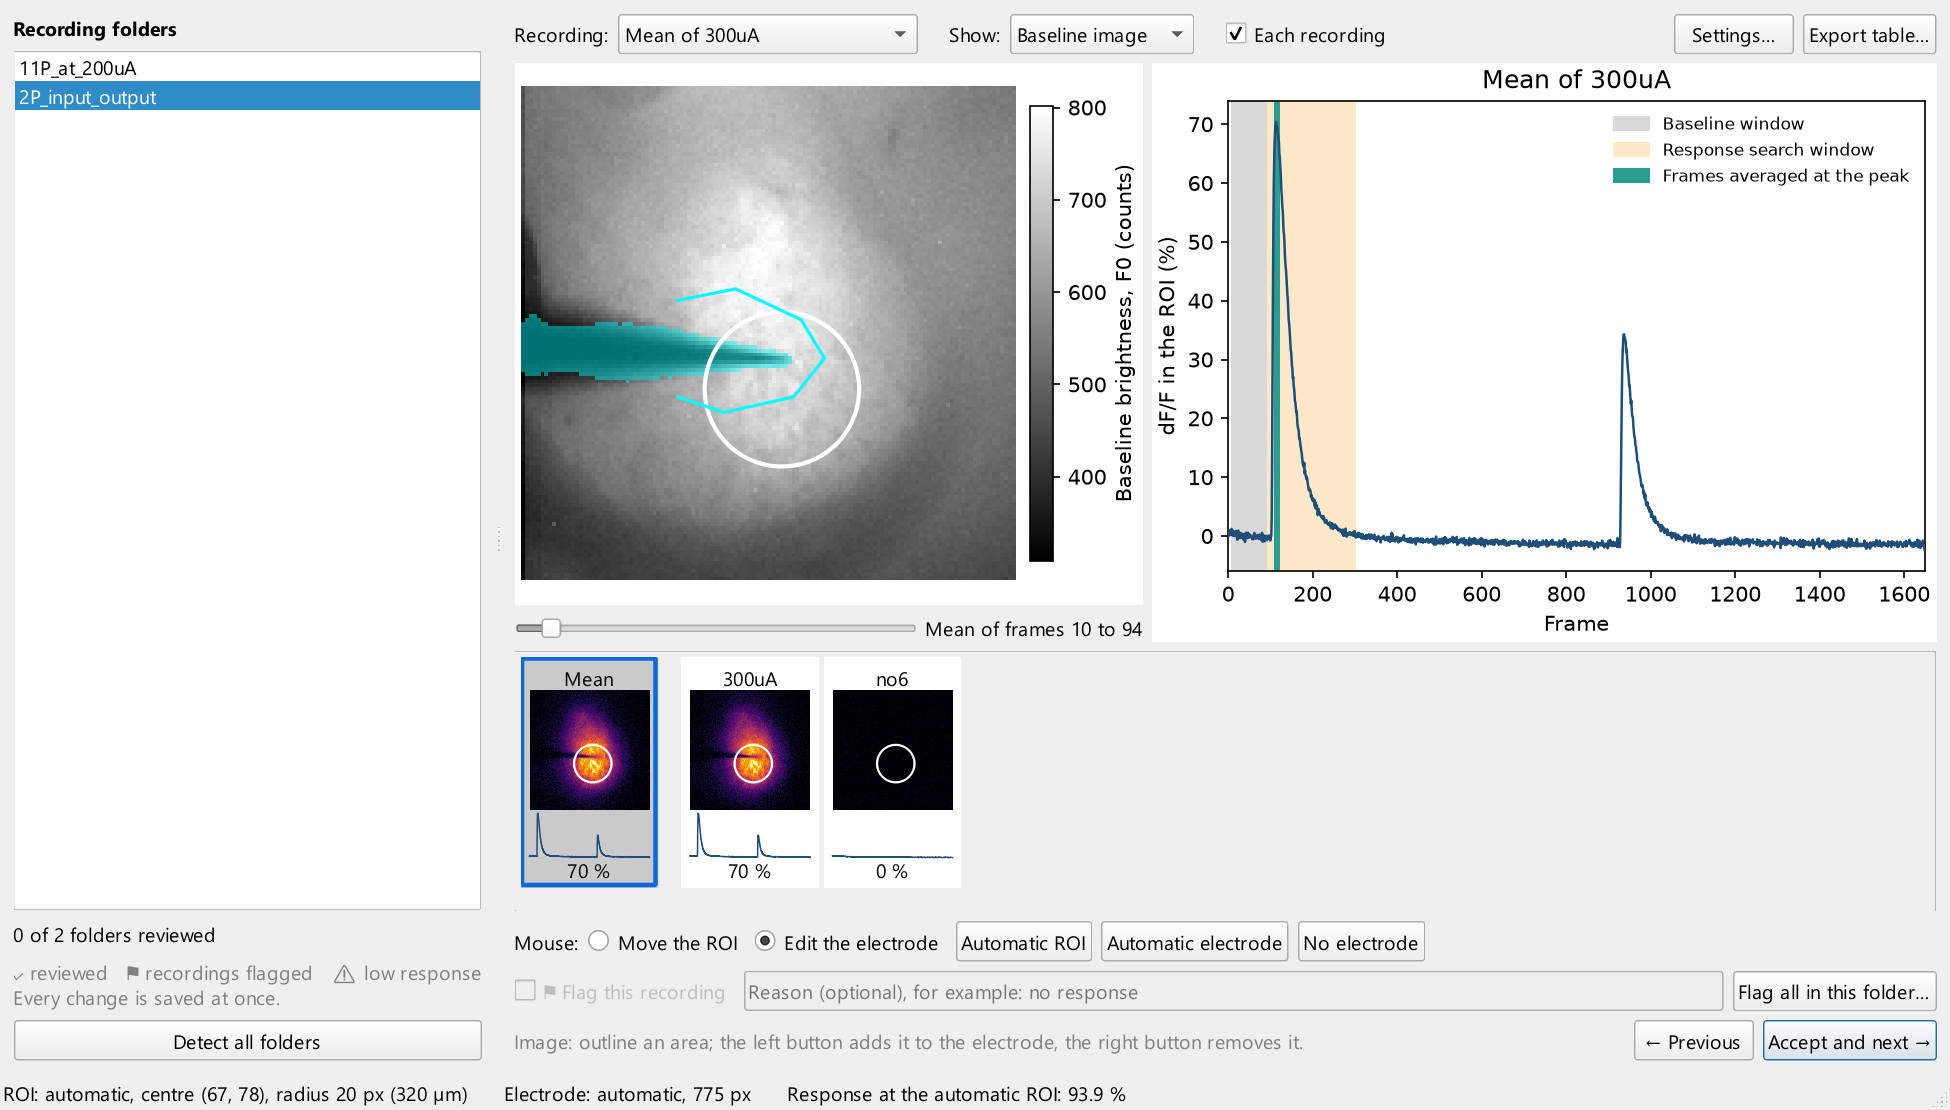 Recording folders
11P_at_200uA
2P_input_output
0 of 2 folders reviewed
✓ reviewed ⚑ recordings flagged ⚠ low response
Every change is saved at once.
Detect all folders
Recording: Mean of 300uA Show: Baseline image ✓ Each recording Settings... Export table...
800
700
600
500
400
Baseline brightness, F0 (counts)
Mean of frames 10 to 94
Mean of 300uA
Baseline window
Response search window
Frames averaged at the peak
70
60
50
40
30
20
10
0
dF/F in the ROI (%)
0 200 400 600 800 1000 1200 1400 1600
Frame
Mean 300uA no6
70 % 70 % 0 %
Mouse: Move the ROI Edit the electrode Automatic ROI Automatic electrode No electrode
⚑ Flag this recording Reason (optional), for example: no response Flag all in this folder...
Image: outline an area; the left button adds it to the electrode, the right button removes it. ← Previous Accept and next →
ROI: automatic, centre (67, 78), radius 20 px (320 µm) Electrode: automatic, 775 px Response at the automatic ROI: 93.9 %